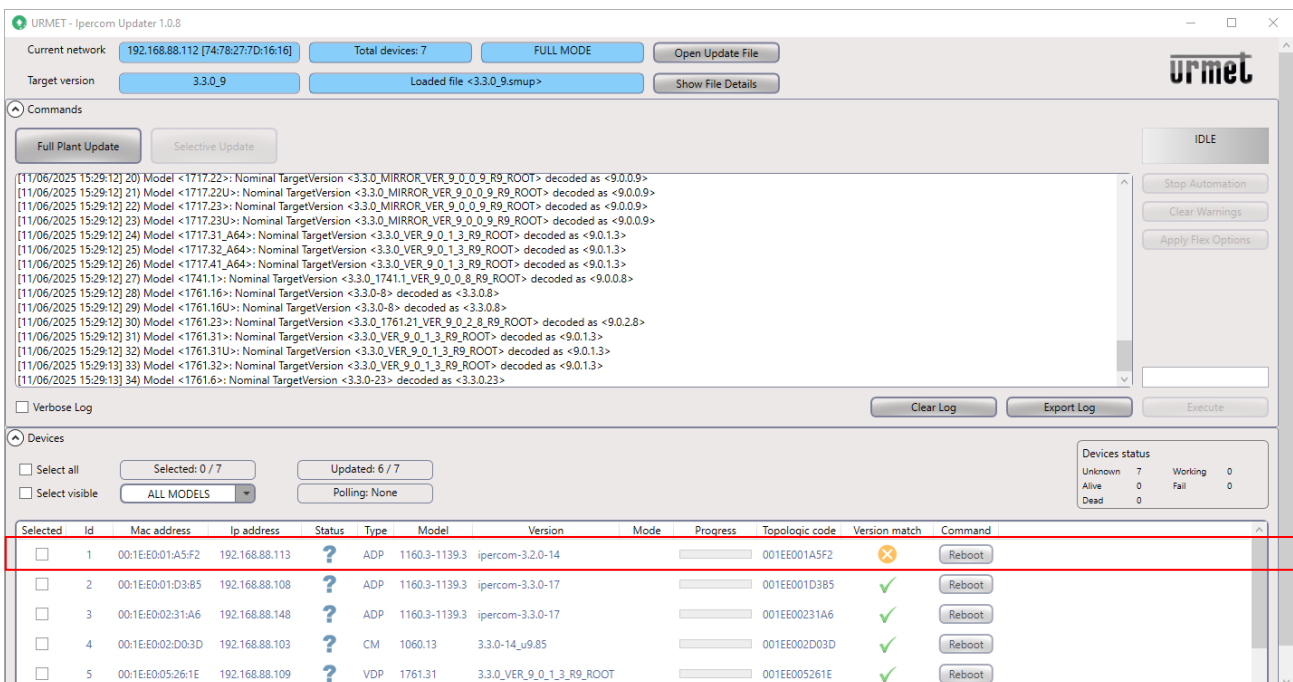 URMET - Ipercom Updater 1.0.8
Current network 192.168.88.112 [74:78:27:7D:16:16] Total devices: 7 FULL MODE Open Update File
urmet
Target version 3.3.0_9 Loaded file <3.3.0_9.smup> Show File Details
Commands
Full Plant Update Selective Update IDLE
[11/06/2025 15:29:12] 20) Model <1717.22>: Nominal TargetVersion <3.3.0_MIRROR_VER_9_0_0_9_R9_ROOT> decoded as <9.0.0.9>
[11/06/2025 15:29:12] 21) Model <1717.22U>: Nominal TargetVersion <3.3.0_MIRROR_VER_9_0_0_9_R9_ROOT> decoded as <9.0.0.9>
[11/06/2025 15:29:12] 22) Model <1717.23>: Nominal TargetVersion <3.3.0_MIRROR_VER_9_0_0_9_R9_ROOT> decoded as <9.0.0.9>
[11/06/2025 15:29:12] 23) Model <1717.23U>: Nominal TargetVersion <3.3.0_MIRROR_VER_9_0_0_9_R9_ROOT> decoded as <9.0.0.9>
[11/06/2025 15:29:12] 24) Model <1717.31_A64>: Nominal TargetVersion <3.3.0_VER_9_0_1_3_R9_ROOT> decoded as <9.0.1.3>
[11/06/2025 15:29:12] 25) Model <1717.32_A64>: Nominal TargetVersion <3.3.0_VER_9_0_1_3_R9_ROOT> decoded as <9.0.1.3>
[11/06/2025 15:29:12] 26) Model <1717.41_A64>: Nominal TargetVersion <3.3.0_VER_9_0_1_3_R9_ROOT> decoded as <9.0.1.3>
[11/06/2025 15:29:12] 27) Model <1741.1>: Nominal TargetVersion <3.3.0_1741.1_VER_9_0_0_8_R9_ROOT> decoded as <9.0.0.8>
[11/06/2025 15:29:12] 28) Model <1761.16>: Nominal TargetVersion <3.3.0-8> decoded as <3.3.0.8>
[11/06/2025 15:29:12] 29) Model <1761.16U>: Nominal TargetVersion <3.3.0-8> decoded as <3.3.0.8>
[11/06/2025 15:29:12] 30) Model <1761.23>: Nominal TargetVersion <3.3.0_1761.21_VER_9_0_2_8_R9_ROOT> decoded as <9.0.2.8>
[11/06/2025 15:29:12] 31) Model <1761.31>: Nominal TargetVersion <3.3.0_VER_9_0_1_3_R9_ROOT> decoded as <9.0.1.3>
[11/06/2025 15:29:12] 32) Model <1761.31U>: Nominal TargetVersion <3.3.0_VER_9_0_1_3_R9_ROOT> decoded as <9.0.1.3>
[11/06/2025 15:29:13] 33) Model <1761.32>: Nominal TargetVersion <3.3.0_VER_9_0_1_3_R9_ROOT> decoded as <9.0.1.3>
[11/06/2025 15:29:13] 34) Model <1761.6>: Nominal TargetVersion <3.3.0-23> decoded as <3.3.0.23>
Stop Automation
Clear Warnings
Apply Flex Options
Verbose Log Clear Log Export Log Execute
Devices
Select all Selected: 0 / 7 Updated: 6 / 7
Select visible ALL MODELS Polling: None
Devices status
Unknown 7 Working 0
Alive 0 Fail 0
Dead 0
Selected Id Mac address Ip address Status Type Model Version Mode Progress Topologic code Version match Command
1 00:1E:E0:01:A5:F2 192.168.88.113 ? ADP 1160.3-1139.3 ipercom-3.2.0-14 001EE001A5F2 Reboot
2 00:1E:E0:01:D3:B5 192.168.88.108 ? ADP 1160.3-1139.3 ipercom-3.3.0-17 001EE001D3B5 Reboot
3 00:1E:E0:02:31:A6 192.168.88.148 ? ADP 1160.3-1139.3 ipercom-3.3.0-17 001EE00231A6 Reboot
4 00:1E:E0:02:D0:3D 192.168.88.103 ? CM 1060.13 3.3.0-14_u9.85 001EE002D03D Reboot
5 00:1E:E0:05:26:1E 192.168.88.109 ? VDP 1761.31 3.3.0_VER_9_0_1_3_R9_ROOT 001EE005261E Reboot